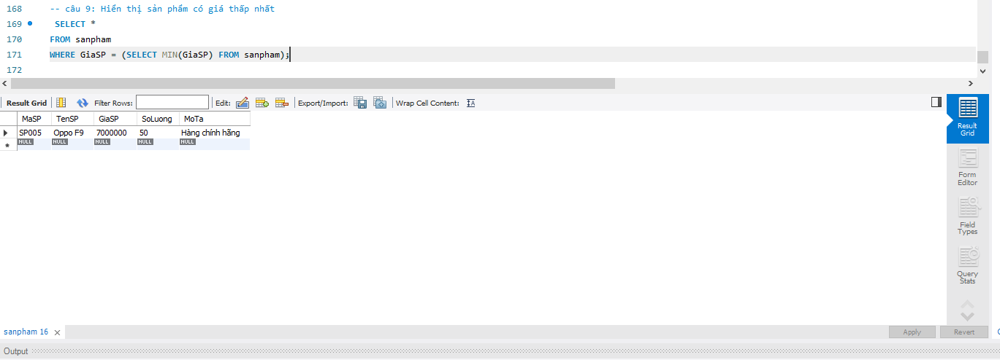 168 -- câu 9: Hiển thị sản phẩm có giá thấp nhất
169 SELECT *
170 FROM sanpham
171 WHERE GiaSP = (SELECT MIN(GiaSP) FROM sanpham);
172
Result Grid Filter Rows: Edit: Export/Import: Wrap Cell Content:
MaSP TenSP GiaSP SoLuong MoTa
SP005 Oppo F9 7000000 50 Hàng chính hãng
NULL NULL NULL NULL NULL
Result
Grid
Form
Editor
Field
Types
Query
Stats
sanpham 16
Apply Revert
Output